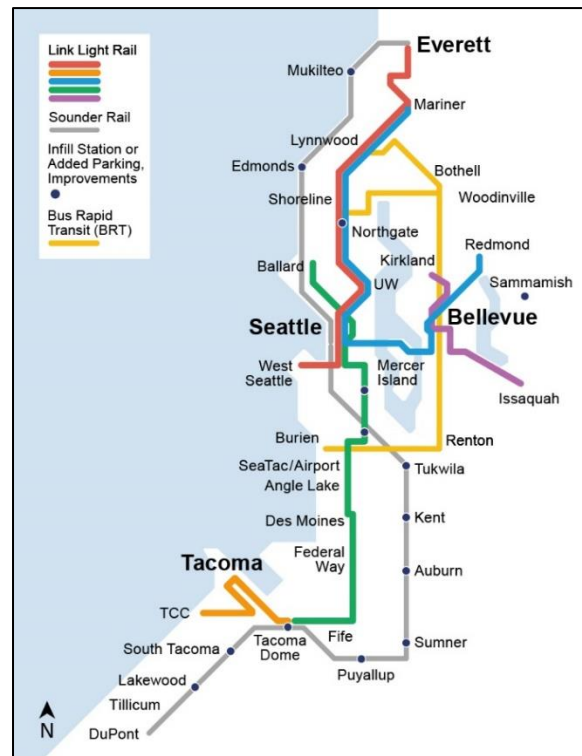 Link Light Rail
Sounder Rail
Infill Station or
Added Parking,
Improvements
Bus Rapid
Transit (BRT)
Everett
Mukilteo
Mariner
Lynnwood
Edmonds
Bothell
Shoreline
Woodinville
Northgate
Redmond
Kirkland
Ballard
UW
Sammamish
Seattle
Bellevue
West
Seattle
Mercer
Island
Issaquah
Burien
Renton
SeaTac/Airport
Tukwila
Angle Lake
Des Moines
Kent
Federal
Way
Tacoma
Auburn
TCC
Fife
Tacoma
Dome
South Tacoma
Sumner
Puyallup
Lakewood
Tillicum
DuPont
N